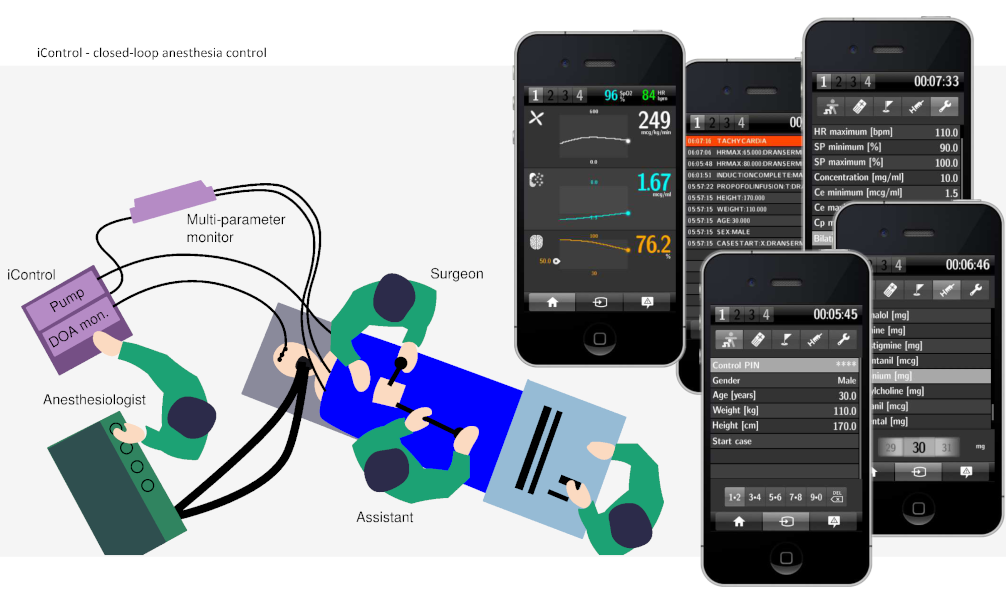 iControl - closed-loop anesthesia control
Multi-parameter
monitor
iControl
Pump
DOA mon.
Surgeon
Anesthesiologist
Assistant
1 2 3 4 96 SpO2 % 84 HR bpm
600
249
mcg/kg/min
0.0
1.67
mcg/ml
0.0
100
76.2
%
50.0
1 2 3 4 00
06:07:16 TACHYCARDIA
06:07:06 HRMAX:65.000:DRANSERM
06:05:48 HRMAX:80.000:DRANSERM
06:01:51 INDUCTIONCOMPLETE:MA
05:57:22 PROPOFOLINFUSION:T:DR
05:57:15 HEIGHT:170.000
05:57:15 WEIGHT:110.000
05:57:15 AGE:30.000
05:57:15 SEX:MALE
05:57:15 CASESTART:X:DRANSERM
1 2 3 4 00:07:33
HR maximum [bpm] 110.0
SP minimum [%] 90.0
SP maximum [%] 100.0
Concentration [mg/ml] 10.0
Ce minimum [mcg/ml] 1.5
Ce ma
Cp m
Bilat
3 4 00:06:46
alol [mg]
ine [mg]
stigmine [mg]
ntanil [mcg]
nium [mg]
ylcholine [mg]
anil [mcg]
ntal [mg]
29 30 31 mg
1 2 3 4 00:05:45
Control PIN ****
Gender Male
Age [years] 30.0
Weight [kg] 110.0
Height [cm] 170.0
Start case
1•2 3•4 5•6 7•8 9•0 DEL